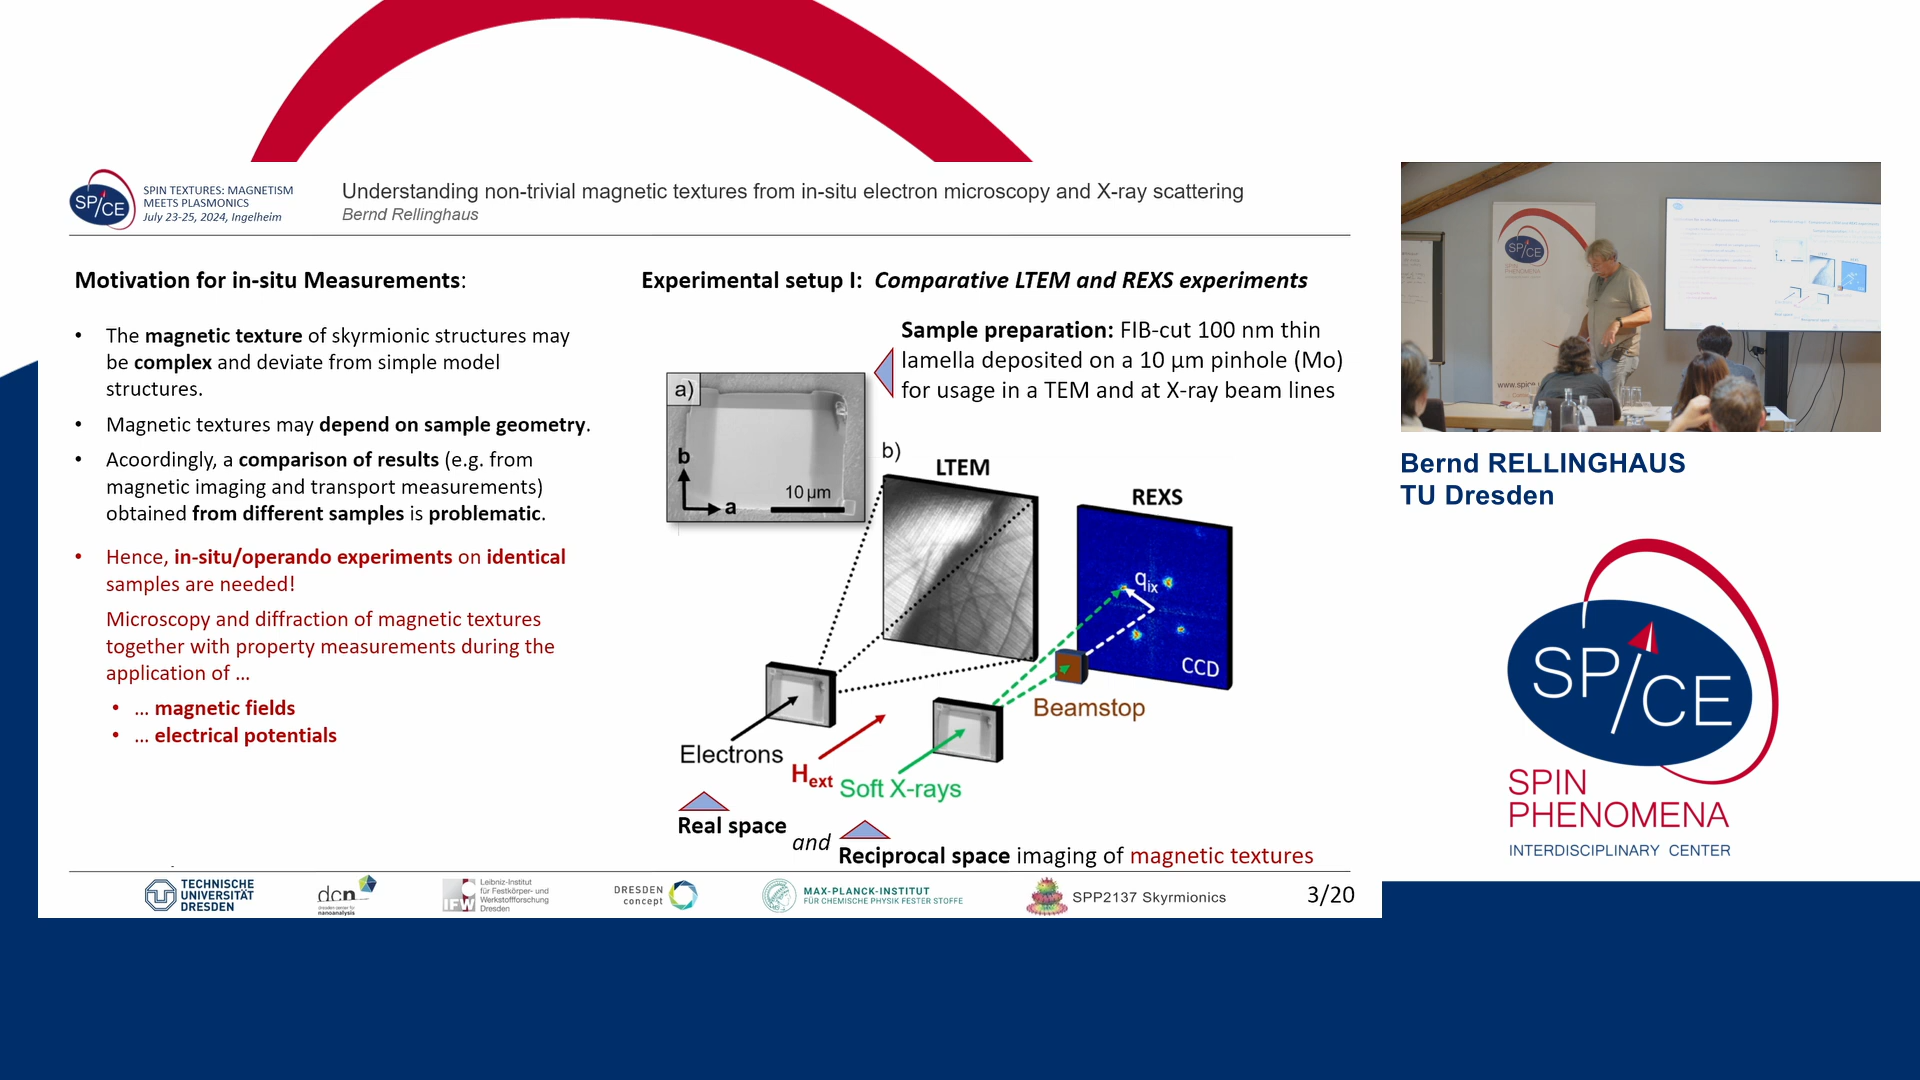 SP/CE
SPIN TEXTURES: MAGNETISM
MEETS PLASMONICS
July 23-25, 2024, Ingelheim
Understanding non-trivial magnetic textures from in-situ electron microscopy and X-ray scattering
Bernd Rellinghaus
Motivation for in-situ Measurements:
• The magnetic texture of skyrmionic structures may
be complex and deviate from simple model
structures.
• Magnetic textures may depend on sample geometry.
• Acoordingly, a comparison of results (e.g. from
magnetic imaging and transport measurements)
obtained from different samples is problematic.
• Hence, in-situ/operando experiments on identical
samples are needed!
Microscopy and diffraction of magnetic textures
together with property measurements during the
application of ...
• ... magnetic fields
• ... electrical potentials
Experimental setup I: Comparative LTEM and REXS experiments
Sample preparation: FIB-cut 100 nm thin
lamella deposited on a 10 µm pinhole (Mo)
for usage in a TEM and at X-ray beam lines
a)
b
a
10 µm
b)
LTEM
REXS
qix
CCD
Beamstop
Electrons
Hext
Soft X-rays
Real space
and
Reciprocal space imaging of magnetic textures
TECHNISCHE
UNIVERSITÄT
DRESDEN
dcn
dresden center for
nanoanalysis
IFW
Leibniz-Institut
für Festkörper- und
Werkstoffforschung
Dresden
DRESDEN
concept
MAX-PLANCK-INSTITUT
FÜR CHEMISCHE PHYSIK FESTER STOFFE
SPP2137 Skyrmionics
3/20
SP/CE
SPIN
PHENOMENA
Bernd RELLINGHAUS
TU Dresden
SP/CE
SPIN
PHENOMENA
INTERDISCIPLINARY CENTER